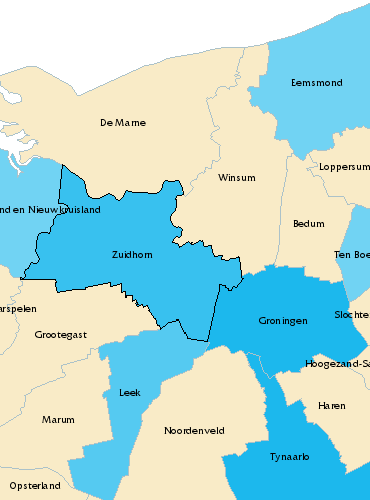 Eemsmond
De Marne
Loppersum
Winsum
nd en Nieuwkruisland
Bedum
Zuidhorn
Ten Boe
arspelen
Slochte
Groningen
Grootegast
Hoogezand-Sa
Leek
Haren
Marum
Noordenveld
Tynaarlo
Opsterland